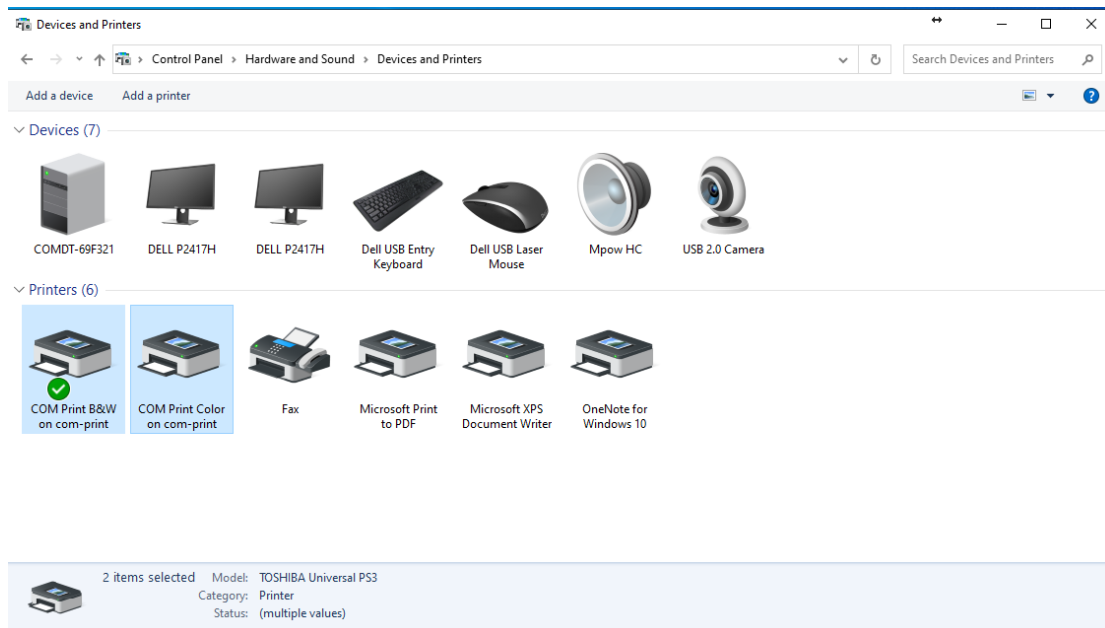 Devices and Printers
Control Panel > Hardware and Sound > Devices and Printers
Search Devices and Printers
Add a device Add a printer
?
Devices (7)
COMDT-69F321 DELL P2417H DELL P2417H Dell USB Entry Dell USB Laser Mpow HC USB 2.0 Camera
Keyboard Mouse
Printers (6)
COM Print B&W COM Print Color Fax Microsoft Print Microsoft XPS OneNote for
on com-print on com-print to PDF Document Writer Windows 10
2 items selected Model: TOSHIBA Universal PS3
Category: Printer
Status: (multiple values)